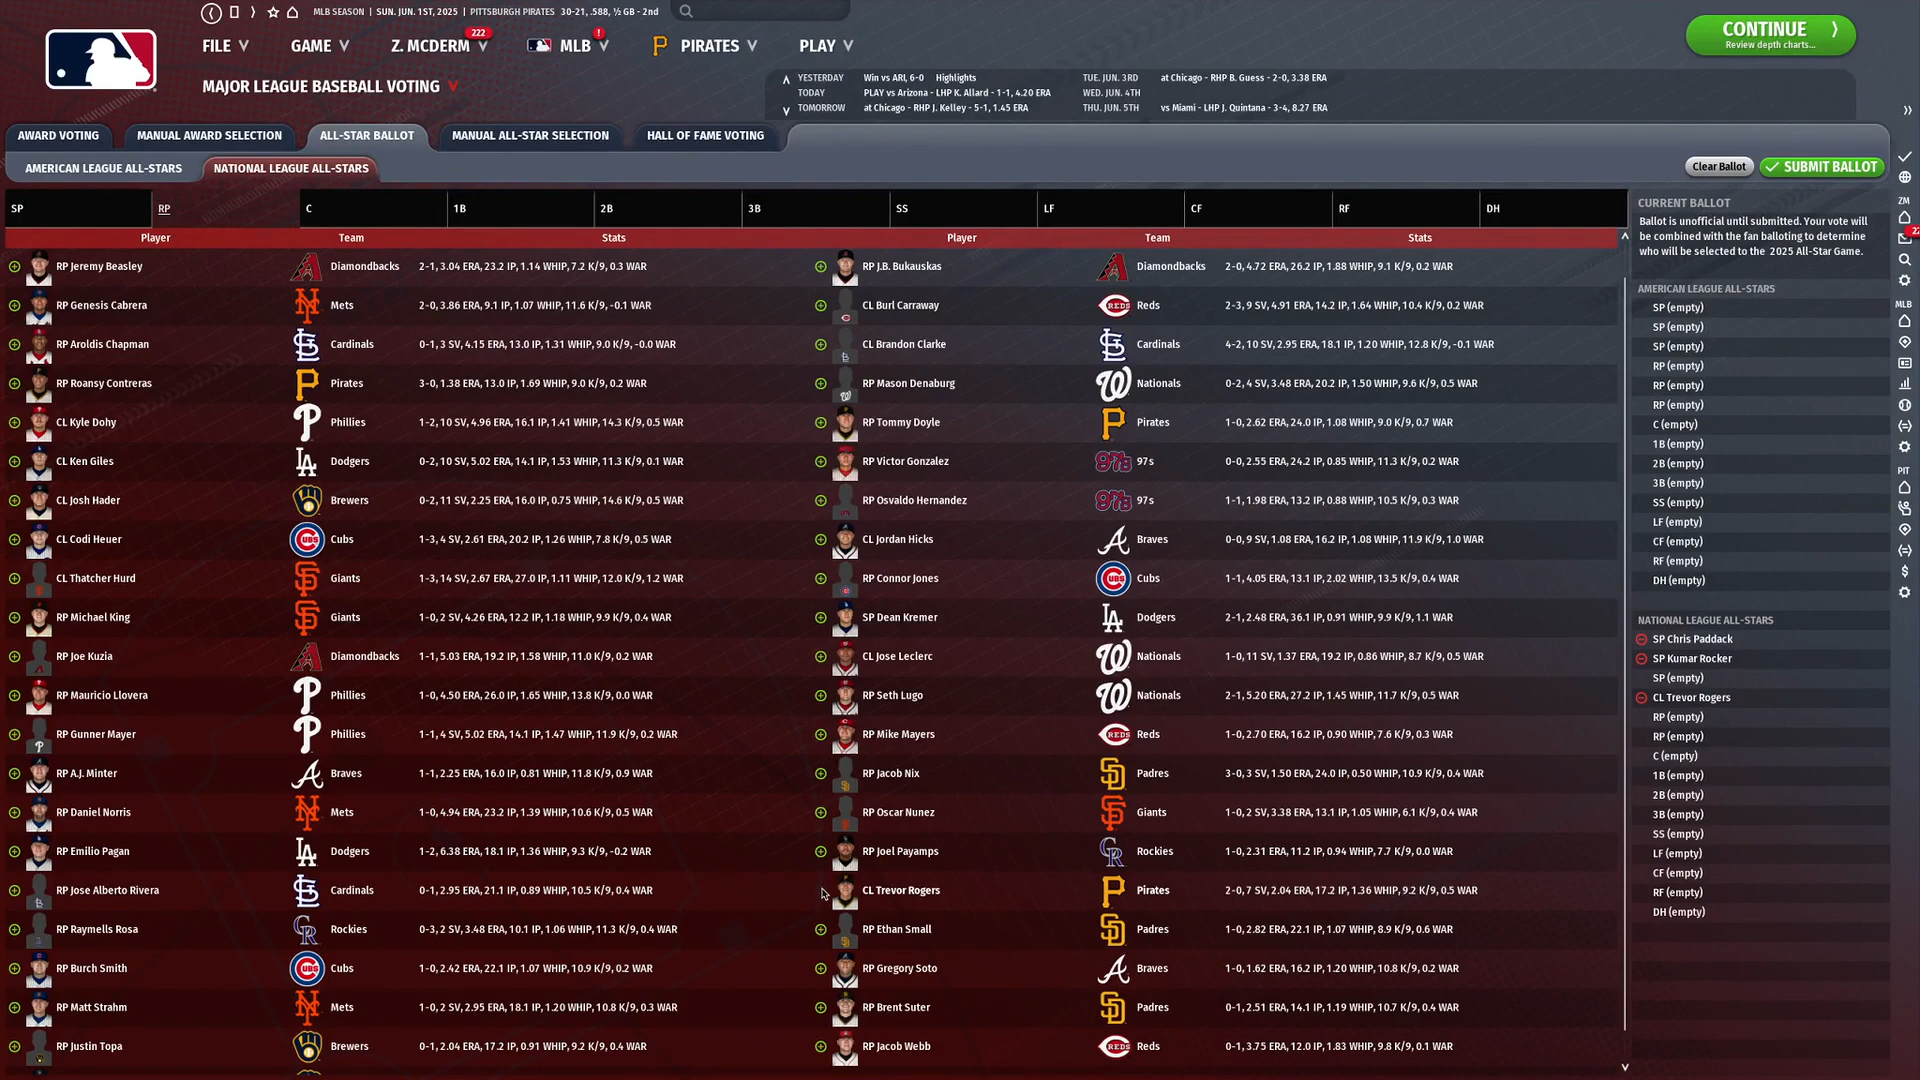 MLB SEASON | SUN. JUN. 1ST, 2025 | PITTSBURGH PIRATES 30-21, .588, ½ GB - 2nd
FILE GAME Z. MCDERM 222 MLB ! PIRATES PLAY
CONTINUE
Review depth charts...
MAJOR LEAGUE BASEBALL VOTING
YESTERDAY Win vs ARI, 6-0 Highlights TUE. JUN. 3RD at Chicago - RHP B. Guess - 2-0, 3.38 ERA
TODAY PLAY vs Arizona - LHP K. Allard - 1-1, 4.20 ERA WED. JUN. 4TH
TOMORROW at Chicago - RHP J. Kelley - 5-1, 1.45 ERA THU. JUN. 5TH vs Miami - LHP J. Quintana - 3-4, 8.27 ERA
AWARD VOTING MANUAL AWARD SELECTION ALL-STAR BALLOT MANUAL ALL-STAR SELECTION HALL OF FAME VOTING
AMERICAN LEAGUE ALL-STARS NATIONAL LEAGUE ALL-STARS Clear Ballot SUBMIT BALLOT
SP RP C 1B 2B 3B SS LF CF RF DH
Player Team Stats Player Team Stats
RP Jeremy Beasley Diamondbacks 2-1, 3.04 ERA, 23.2 IP, 1.14 WHIP, 7.2 K/9, 0.3 WAR RP J.B. Bukauskas Diamondbacks 2-0, 4.72 ERA, 26.2 IP, 1.88 WHIP, 9.1 K/9, 0.2 WAR
RP Genesis Cabrera Mets 2-0, 3.86 ERA, 9.1 IP, 1.07 WHIP, 11.6 K/9, -0.1 WAR CL Burl Carraway Reds 2-3, 9 SV, 4.91 ERA, 14.2 IP, 1.64 WHIP, 10.4 K/9, 0.2 WAR
RP Aroldis Chapman Cardinals 0-1, 3 SV, 4.15 ERA, 13.0 IP, 1.31 WHIP, 9.0 K/9, -0.0 WAR CL Brandon Clarke Cardinals 4-2, 10 SV, 2.95 ERA, 18.1 IP, 1.20 WHIP, 12.8 K/9, -0.1 WAR
RP Roansy Contreras Pirates 3-0, 1.38 ERA, 13.0 IP, 1.69 WHIP, 9.0 K/9, 0.2 WAR RP Mason Denaburg Nationals 0-2, 4 SV, 3.48 ERA, 20.2 IP, 1.50 WHIP, 9.6 K/9, 0.5 WAR
CL Kyle Dohy Phillies 1-2, 10 SV, 4.96 ERA, 16.1 IP, 1.41 WHIP, 14.3 K/9, 0.5 WAR RP Tommy Doyle Pirates 1-0, 2.62 ERA, 24.0 IP, 1.08 WHIP, 9.0 K/9, 0.7 WAR
CL Ken Giles Dodgers 0-2, 10 SV, 5.02 ERA, 14.1 IP, 1.53 WHIP, 11.3 K/9, 0.1 WAR RP Victor Gonzalez 97s 0-0, 2.55 ERA, 24.2 IP, 0.85 WHIP, 11.3 K/9, 0.2 WAR
CL Josh Hader Brewers 0-2, 11 SV, 2.25 ERA, 16.0 IP, 0.75 WHIP, 14.6 K/9, 0.5 WAR RP Osvaldo Hernandez 97s 1-1, 1.98 ERA, 13.2 IP, 0.88 WHIP, 10.5 K/9, 0.3 WAR
CL Codi Heuer Cubs 1-3, 4 SV, 2.61 ERA, 20.2 IP, 1.26 WHIP, 7.8 K/9, 0.5 WAR CL Jordan Hicks Braves 0-0, 9 SV, 1.08 ERA, 16.2 IP, 1.08 WHIP, 11.9 K/9, 1.0 WAR
CL Thatcher Hurd Giants 1-3, 14 SV, 2.67 ERA, 27.0 IP, 1.11 WHIP, 12.0 K/9, 1.2 WAR RP Connor Jones Cubs 1-1, 4.05 ERA, 13.1 IP, 2.02 WHIP, 13.5 K/9, 0.4 WAR
RP Michael King Giants 1-0, 2 SV, 4.26 ERA, 12.2 IP, 1.18 WHIP, 9.9 K/9, 0.4 WAR SP Dean Kremer Dodgers 2-1, 2.48 ERA, 36.1 IP, 0.91 WHIP, 9.9 K/9, 1.1 WAR
RP Joe Kuzia Diamondbacks 1-1, 5.03 ERA, 19.2 IP, 1.58 WHIP, 11.0 K/9, 0.2 WAR CL Jose Leclerc Nationals 1-0, 11 SV, 1.37 ERA, 19.2 IP, 0.86 WHIP, 8.7 K/9, 0.5 WAR
RP Mauricio Llovera Phillies 1-0, 4.50 ERA, 26.0 IP, 1.65 WHIP, 13.8 K/9, 0.0 WAR RP Seth Lugo Nationals 2-1, 5.20 ERA, 27.2 IP, 1.45 WHIP, 11.7 K/9, 0.5 WAR
RP Gunner Mayer Phillies 1-1, 4 SV, 5.02 ERA, 14.1 IP, 1.47 WHIP, 11.9 K/9, 0.2 WAR RP Mike Mayers Reds 1-0, 2.70 ERA, 16.2 IP, 0.90 WHIP, 7.6 K/9, 0.3 WAR
RP A.J. Minter Braves 1-1, 2.25 ERA, 16.0 IP, 0.81 WHIP, 11.8 K/9, 0.9 WAR RP Jacob Nix Padres 3-0, 3 SV, 1.50 ERA, 24.0 IP, 0.50 WHIP, 10.9 K/9, 0.4 WAR
RP Daniel Norris Mets 1-0, 4.94 ERA, 23.2 IP, 1.39 WHIP, 10.6 K/9, 0.5 WAR RP Oscar Nunez Giants 1-0, 2 SV, 3.38 ERA, 13.1 IP, 1.05 WHIP, 6.1 K/9, 0.4 WAR
RP Emilio Pagan Dodgers 1-2, 6.38 ERA, 18.1 IP, 1.36 WHIP, 9.3 K/9, -0.2 WAR RP Joel Payamps Rockies 1-0, 2.31 ERA, 11.2 IP, 0.94 WHIP, 7.7 K/9, 0.0 WAR
RP Jose Alberto Rivera Cardinals 0-1, 2.95 ERA, 21.1 IP, 0.89 WHIP, 10.5 K/9, 0.4 WAR CL Trevor Rogers Pirates 2-0, 7 SV, 2.04 ERA, 17.2 IP, 1.36 WHIP, 9.2 K/9, 0.5 WAR
RP Raymells Rosa Rockies 0-3, 2 SV, 3.48 ERA, 10.1 IP, 1.06 WHIP, 11.3 K/9, 0.4 WAR RP Ethan Small Padres 1-0, 2.82 ERA, 22.1 IP, 1.07 WHIP, 8.9 K/9, 0.6 WAR
RP Burch Smith Cubs 1-0, 2.42 ERA, 22.1 IP, 1.07 WHIP, 10.9 K/9, 0.2 WAR RP Gregory Soto Braves 1-0, 1.62 ERA, 16.2 IP, 1.20 WHIP, 10.8 K/9, 0.2 WAR
RP Matt Strahm Mets 1-0, 2 SV, 2.95 ERA, 18.1 IP, 1.20 WHIP, 10.8 K/9, 0.3 WAR RP Brent Suter Padres 1-0, 2.51 ERA, 14.1 IP, 1.19 WHIP, 10.7 K/9, 0.4 WAR
RP Justin Topa Brewers 0-1, 2.04 ERA, 17.2 IP, 0.91 WHIP, 9.2 K/9, 0.4 WAR RP Jacob Webb Reds 0-1, 3.75 ERA, 12.0 IP, 1.83 WHIP, 9.8 K/9, 0.1 WAR
CURRENT BALLOT
Ballot is unofficial until submitted. Your vote will
be combined with the fan balloting to determine
who will be selected to the 2025 All-Star Game.
AMERICAN LEAGUE ALL-STARS
SP (empty)
SP (empty)
SP (empty)
RP (empty)
RP (empty)
RP (empty)
C (empty)
1B (empty)
2B (empty)
3B (empty)
SS (empty)
LF (empty)
CF (empty)
RF (empty)
DH (empty)
NATIONAL LEAGUE ALL-STARS
SP Chris Paddack
SP Kumar Rocker
SP (empty)
CL Trevor Rogers
RP (empty)
RP (empty)
C (empty)
1B (empty)
2B (empty)
3B (empty)
SS (empty)
LF (empty)
CF (empty)
RF (empty)
DH (empty)
ZM
MLB
PIT